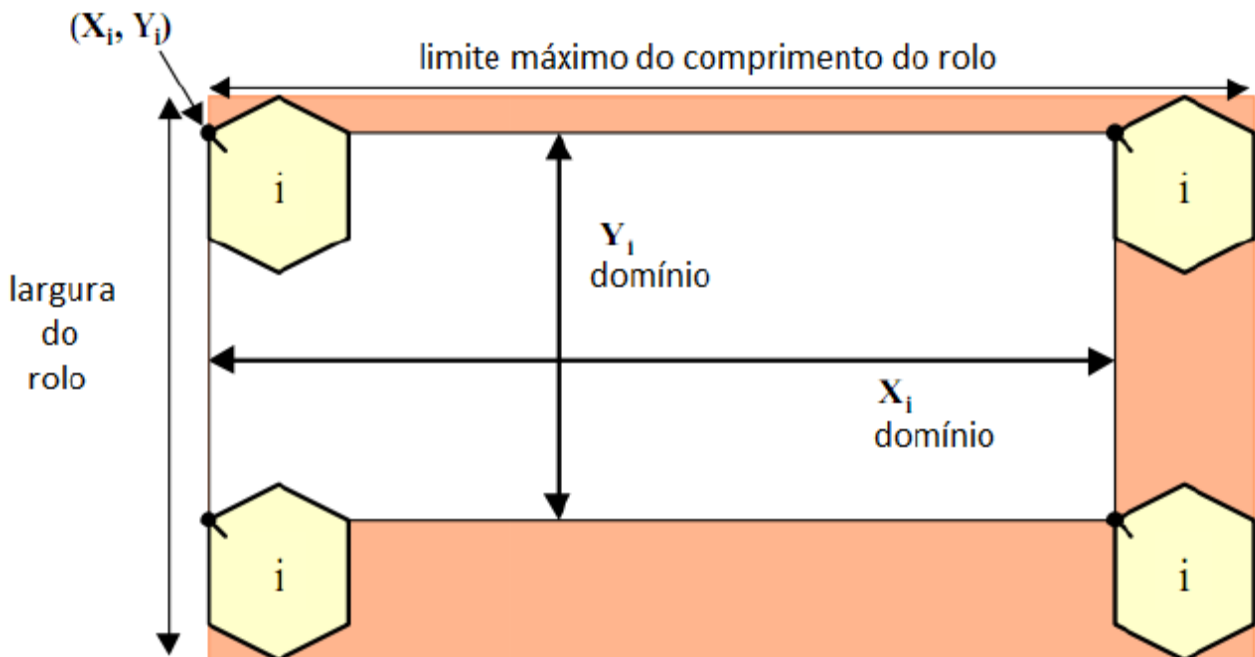 (Xᵢ, Yᵢ)
limite máximo do comprimento do rolo
i
i
Yᵢ
domínio
largura
do
rolo
Xᵢ
domínio
i
i